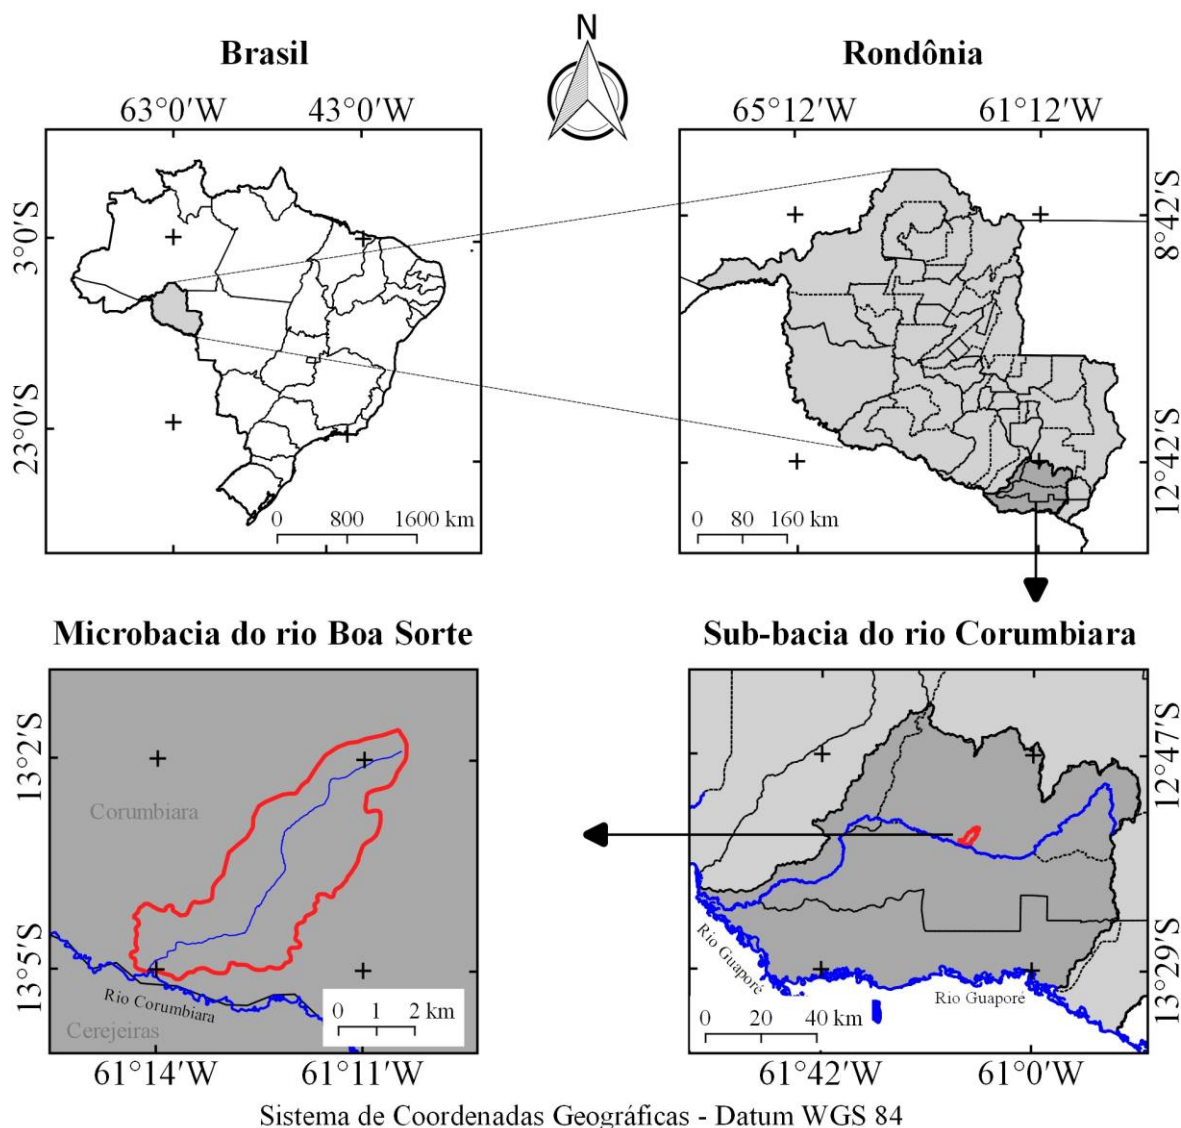 N
Brasil
63°0'W 43°0'W
3°0'S
23°0'S
0 800 1600 km
Rondônia
65°12'W 61°12'W
8°42'S
12°42'S
0 80 160 km
Microbacia do rio Boa Sorte
13°2'S
13°5'S
Corumbiara
Rio Corumbiara
Cerejeiras
0 1 2 km
61°14'W 61°11'W
Sub-bacia do rio Corumbiara
12°47'S
13°29'S
Rio Guaporé
Rio Guaporé
0 20 40 km
61°42'W 61°0'W
Sistema de Coordenadas Geográficas - Datum WGS 84